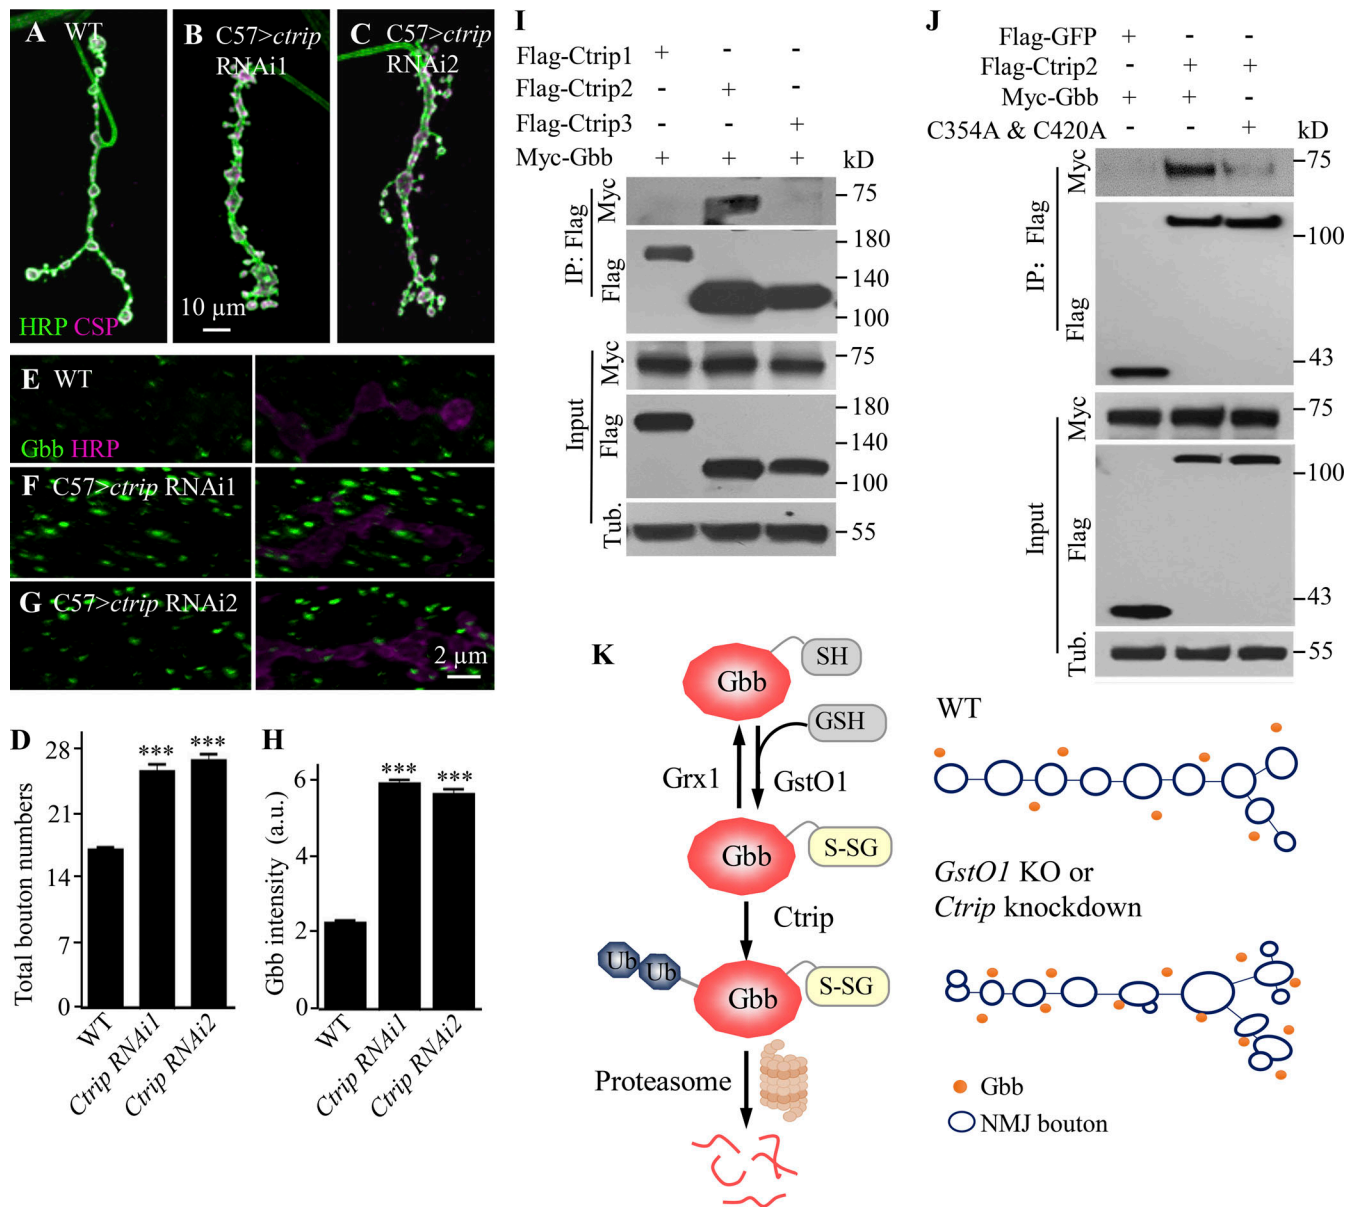 A WT
B C57>ctrip
RNAi1
C C57>ctrip
RNAi2
HRP CSP
10 µm
E WT
Gbb HRP
F C57>ctrip RNAi1
G C57>ctrip RNAi2
2 µm
D
Total bouton numbers
28
21
14
7
0
*** ***
WT
Ctrip RNAi1
Ctrip RNAi2
H
Gbb intensity (a.u.)
6
4
2
0
*** ***
WT
Ctrip RNAi1
Ctrip RNAi2
I
Flag-Ctrip1 + - -
Flag-Ctrip2 - + -
Flag-Ctrip3 - - +
Myc-Gbb + + + kD
IP: Flag
Myc
75
Flag
180
140
100
Input
Myc
75
Flag
180
140
100
Tub.
55
J
Flag-GFP + - -
Flag-Ctrip2 - + +
Myc-Gbb + + -
C354A & C420A - - + kD
IP: Flag
Myc
75
Flag
100
43
Input
Myc
75
Flag
100
43
Tub.
55
K
Gbb
SH
GSH
Grx1
GstO1
Gbb
S-SG
Ctrip
Ub Ub
Gbb
S-SG
Proteasome
WT
GstO1 KO or
Ctrip knockdown
Gbb
NMJ bouton